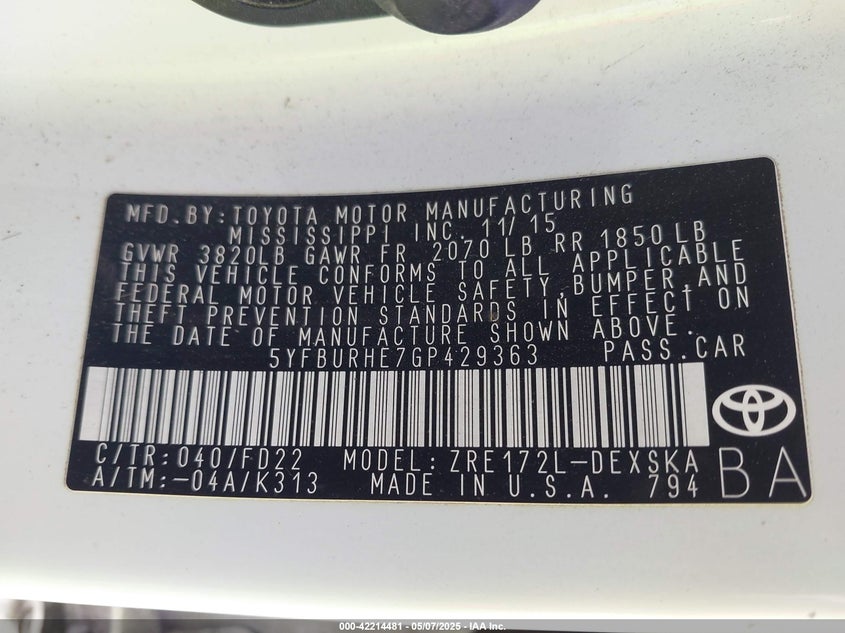 MFD.BY:TOYOTA MOTOR MANUFACTURING
MISSISSIPPI INC. 11/15
GVWR 3820LB GAWR FR 2070 LB RR 1850 LB
THIS VEHICLE CONFORMS TO ALL APPLICABLE
FEDERAL MOTOR VEHICLE SAFETY,BUMPER,AND
THEFT PREVENTION STANDARDS IN EFFECT ON
THE DATE OF MANUFACTURE SHOWN ABOVE.
5YFBURHE7GP429363 PASS.CAR
C/TR:040/FD22 MODEL:ZRE172L-DEXSKA
A/TM:-04A/K313 MADE IN U.S.A. 794
BA
000-42214481 - 05/07/2025 - IAA Inc.